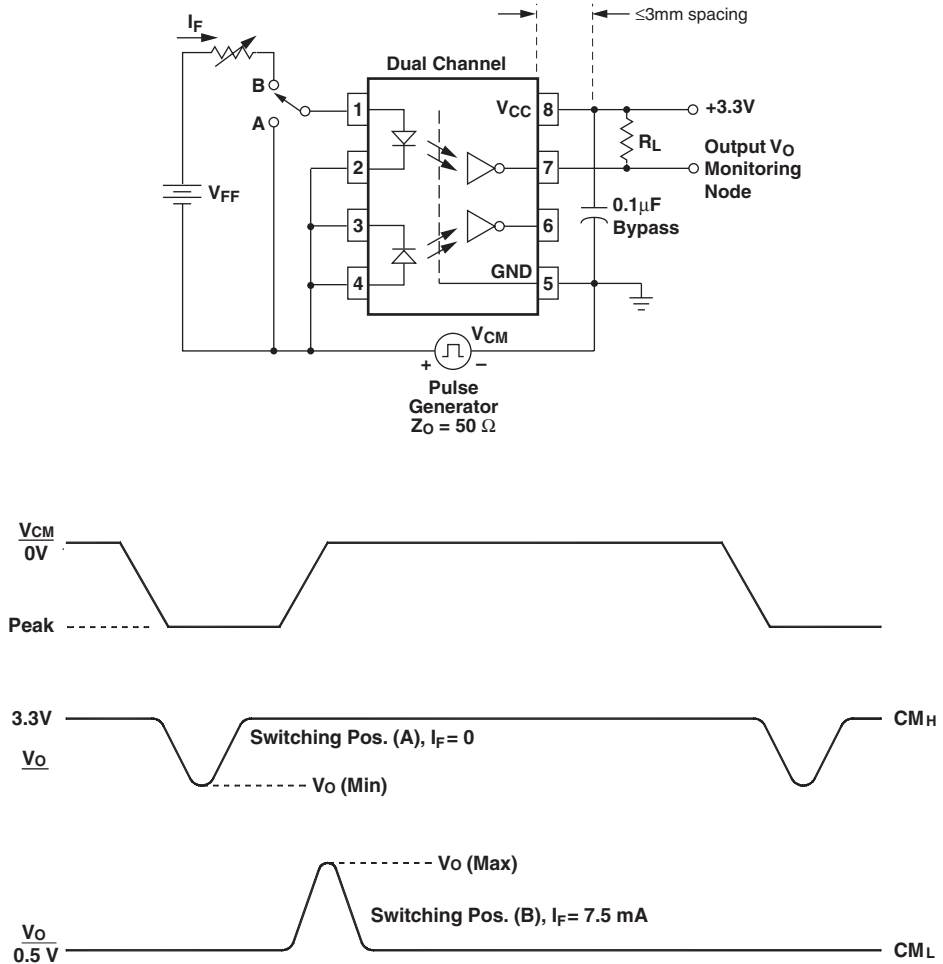 ≤3mm spacing
IF
Dual Channel
B
A
1
2
3
4
VCC
8
7
6
GND
5
+3.3V
RL
Output VO
Monitoring
Node
0.1μF
Bypass
VFF
VCM
+
–
Pulse
Generator
ZO = 50 Ω
VCM
0V
Peak
3.3V
CMH
Switching Pos. (A), IF = 0
VO
VO (Min)
VO (Max)
Switching Pos. (B), IF = 7.5 mA
VO
0.5 V
CML